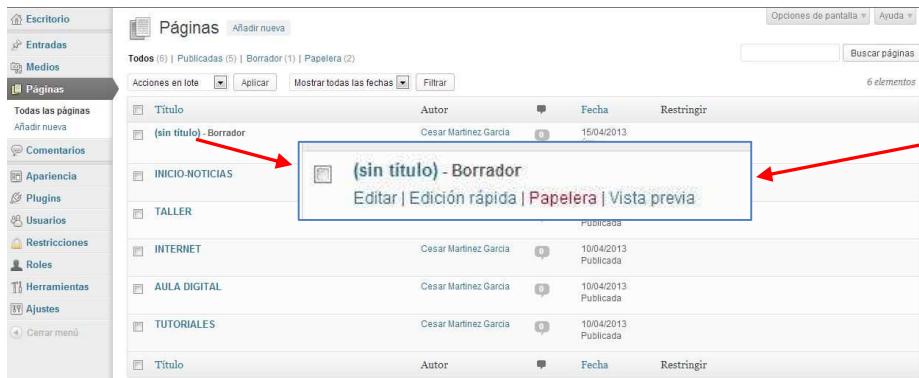 Escritorio
Entradas
Medios
Páginas
Todas las páginas
Añadir nueva
Comentarios
Apariencia
Plugins
Usuarios
Restricciones
Roles
Herramientas
Ajustes
Cerrar menú
Opciones de pantalla Ayuda
Páginas Añadir nueva
Todos (6) | Publicadas (5) | Borrador (1) | Papelera (2)
Buscar páginas
Acciones en lote Aplicar Mostrar todas las fechas Filtrar 6 elementos
Título Autor Fecha Restringir
(sin título) - Borrador Cesar Martinez Garcia 0 15/04/2013
(sin título) - Borrador
Editar | Edición rápida | Papelera | Vista previa
INICIO-NOTICIAS
TALLER
Publicada
INTERNET Cesar Martinez Garcia 0 10/04/2013
Publicada
AULA DIGITAL Cesar Martinez Garcia 0 10/04/2013
Publicada
TUTORIALES Cesar Martinez Garcia 0 10/04/2013
Publicada
Título Autor Fecha Restringir